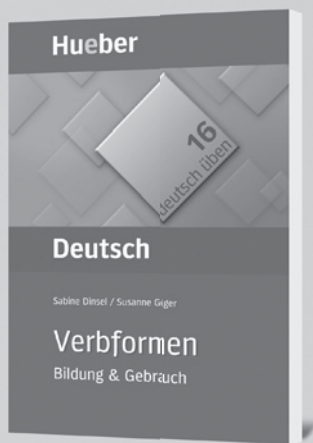 Hueber
16
deutsch üben
Deutsch
Sabine Dinsel / Susanne Geiger
Verbformen
Bildung & Gebrauch